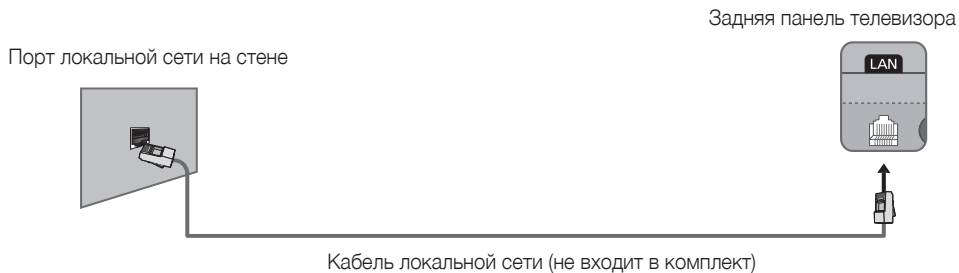 Задняя панель телевизора
Порт локальной сети на стене
LAN
Кабель локальной сети (не входит в комплект)